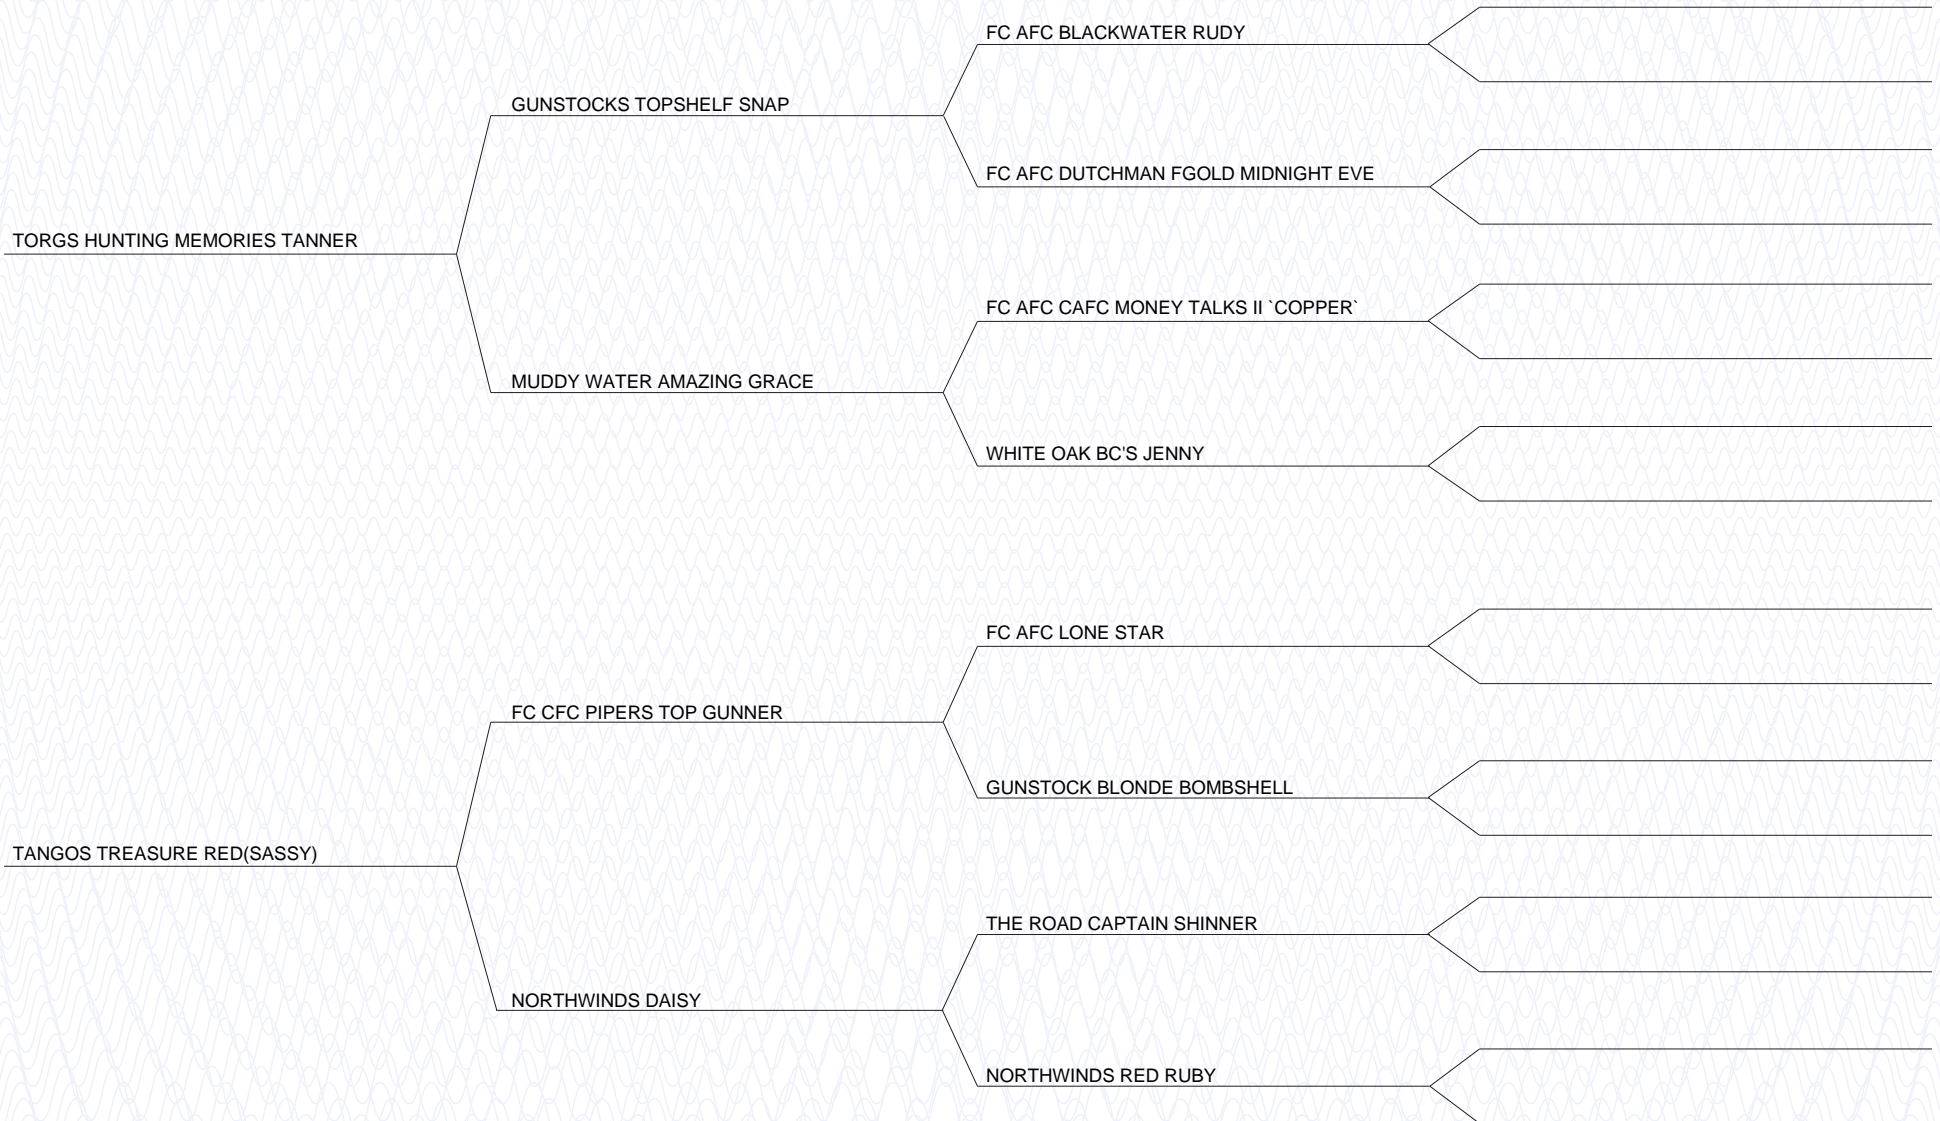 FC AFC BLACKWATER RUDY
GUNSTOCKS TOPSHELF SNAP
FC AFC DUTCHMAN FGOLD MIDNIGHT EVE
TORGS HUNTING MEMORIES TANNER
FC AFC CAFC MONEY TALKS II `COPPER`
MUDDY WATER AMAZING GRACE
WHITE OAK BC'S JENNY
FC AFC LONE STAR
FC CFC PIPERS TOP GUNNER
GUNSTOCK BLONDE BOMBSHELL
TANGOS TREASURE RED(SASSY)
THE ROAD CAPTAIN SHINNER
NORTHWINDS DAISY
NORTHWINDS RED RUBY